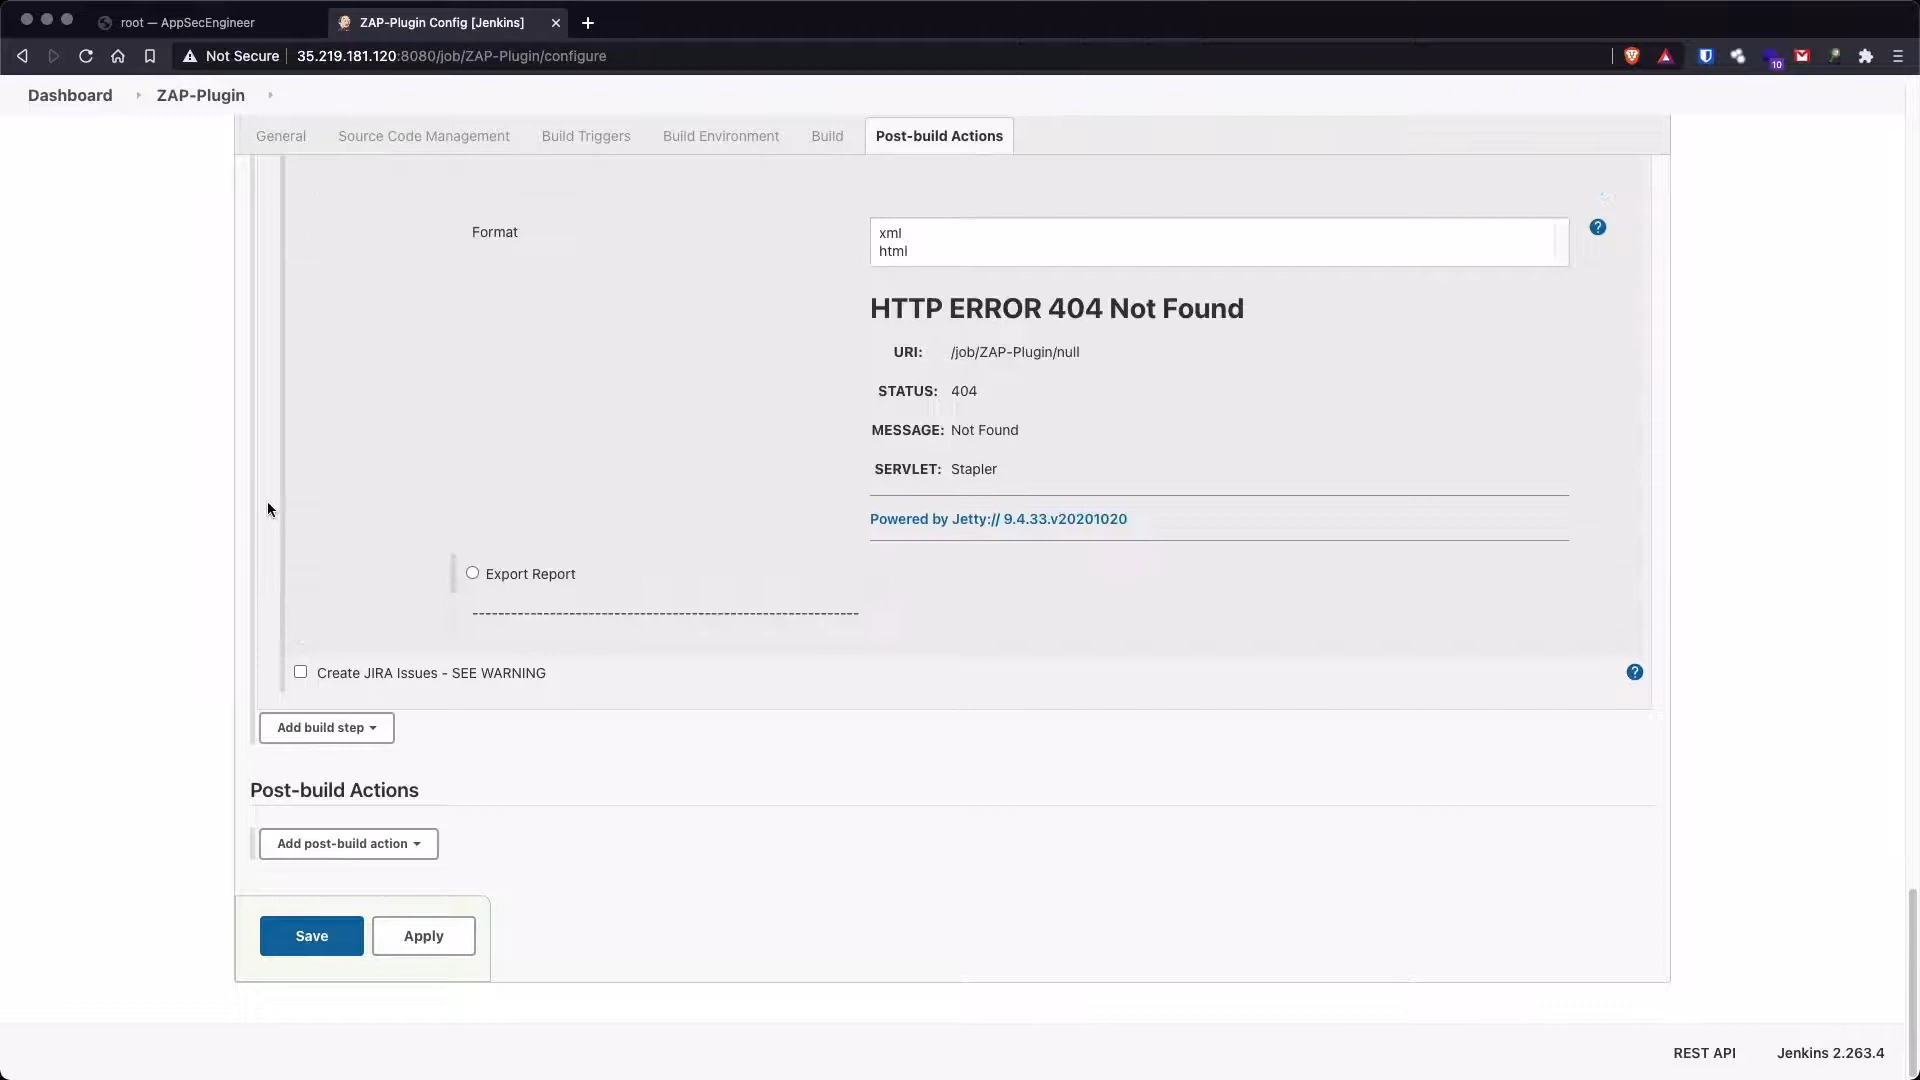 root — AppSecEngineer
ZAP-Plugin Config [Jenkins]
Not Secure
35.219.181.120:8080/job/ZAP-Plugin/configure
10
Dashboard
ZAP-Plugin
General
Source Code Management
Build Triggers
Build Environment
Build
Post-build Actions
Format
xml
html
?
HTTP ERROR 404 Not Found
URI: /job/ZAP-Plugin/null
STATUS: 404
MESSAGE: Not Found
SERVLET: Stapler
Powered by Jetty:// 9.4.33.v20201020
Export Report
------------------------------------------------------------
Create JIRA Issues - SEE WARNING
?
Add build step
Post-build Actions
Add post-build action
Save
Apply
REST API
Jenkins 2.263.4